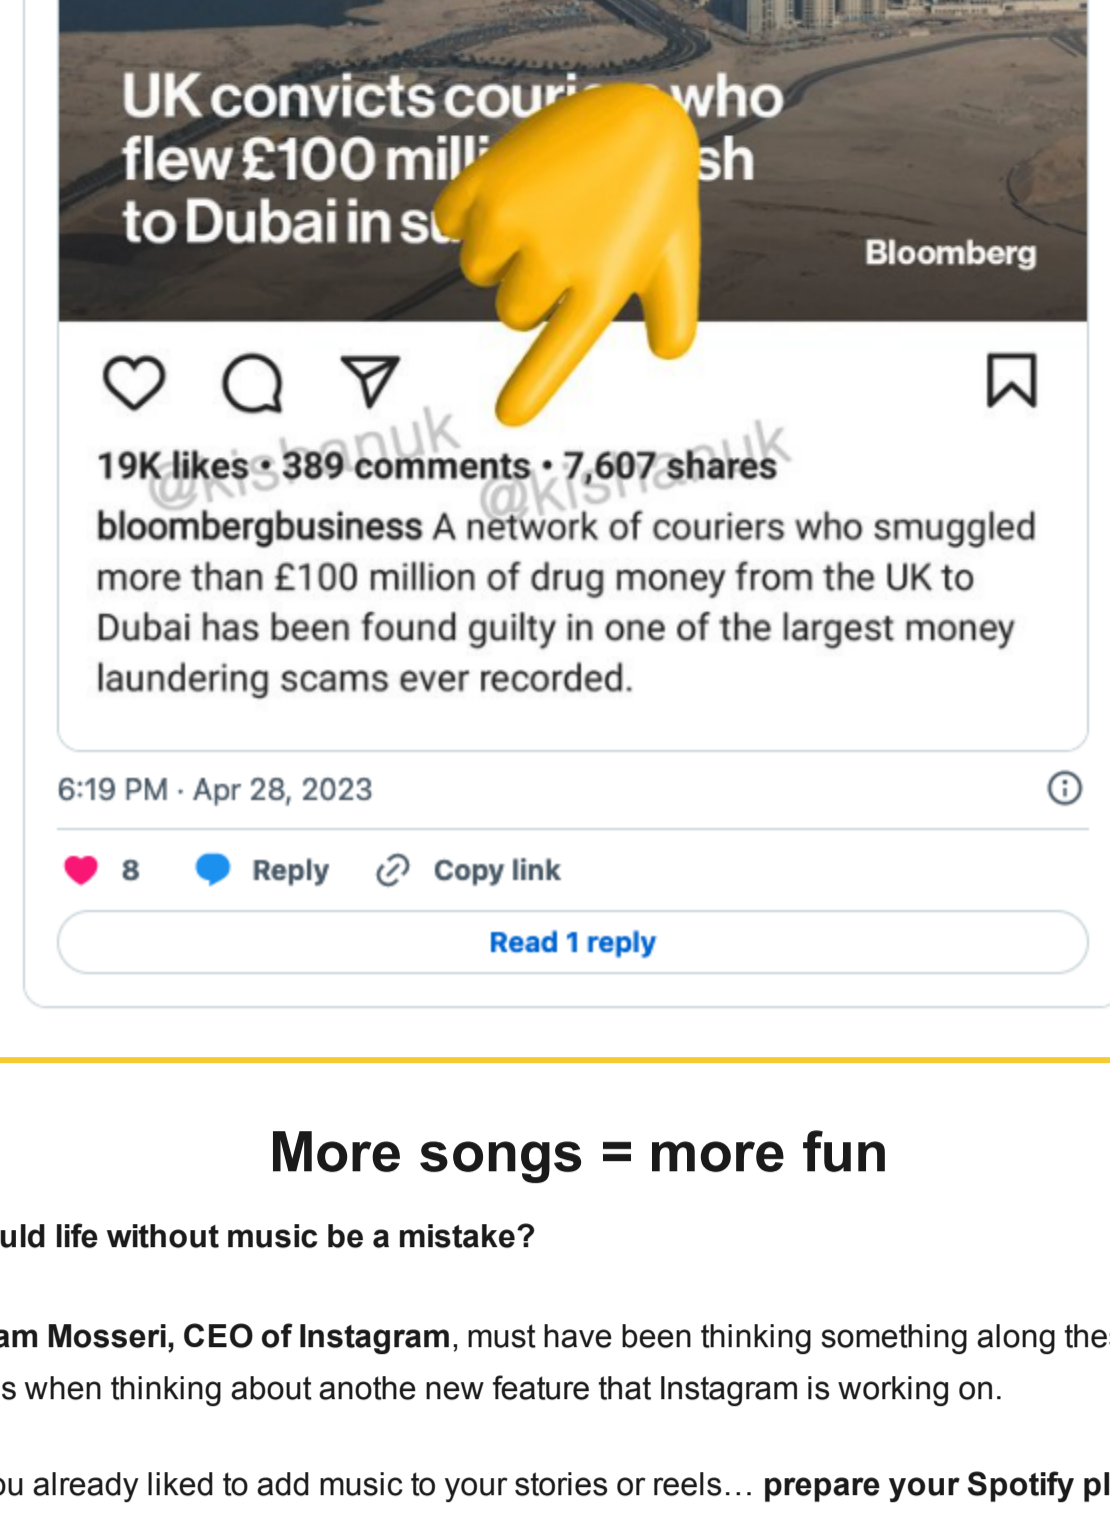 UK convicts who
flew £100 sh
to Dubai in
Bloomberg
@kishanuk @kishanuk
19K likes • 389 comments • 7,607 shares
bloombergbusiness A network of couriers who smuggled
more than £100 million of drug money from the UK to
Dubai has been found guilty in one of the largest money
laundering scams ever recorded.
6:19 PM · Apr 28, 2023
8 Reply Copy link
Read 1 reply
More songs = more fun
uld life without music be a mistake?
am Mosseri, CEO of Instagram, must have been thinking something along thes
s when thinking about anothe new feature that Instagram is working on.
ou already liked to add music to your stories or reels… prepare your Spotify pl